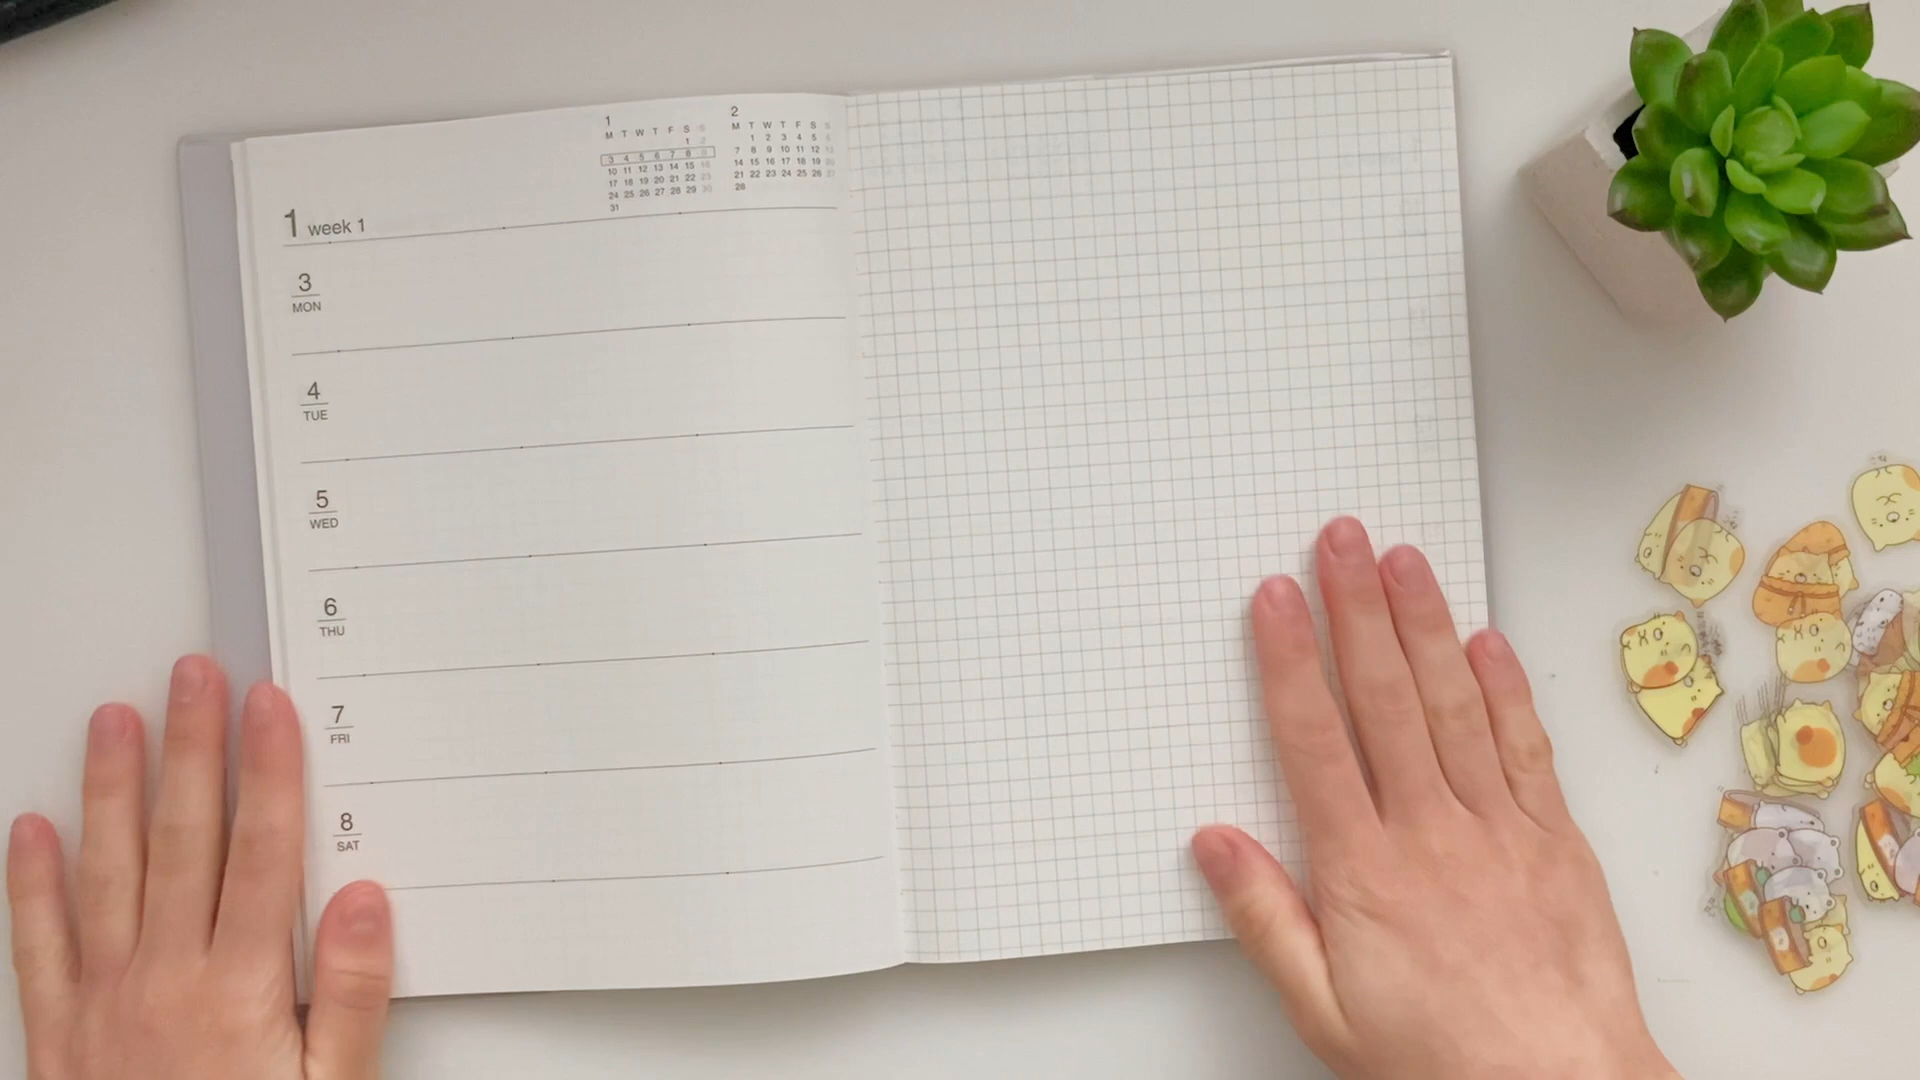 1
M T W T F S S
1 2
3 4 5 6 7 8 9
10 11 12 13 14 15 16
17 18 19 20 21 22 23
24 25 26 27 28 29 30
31
2
M T W T F S S
1 2 3 4 5 6
7 8 9 10 11 12 13
14 15 16 17 18 19 20
21 22 23 24 25 26 27
28
1 week 1
3
MON
4
TUE
5
WED
6
THU
7
FRI
8
SAT